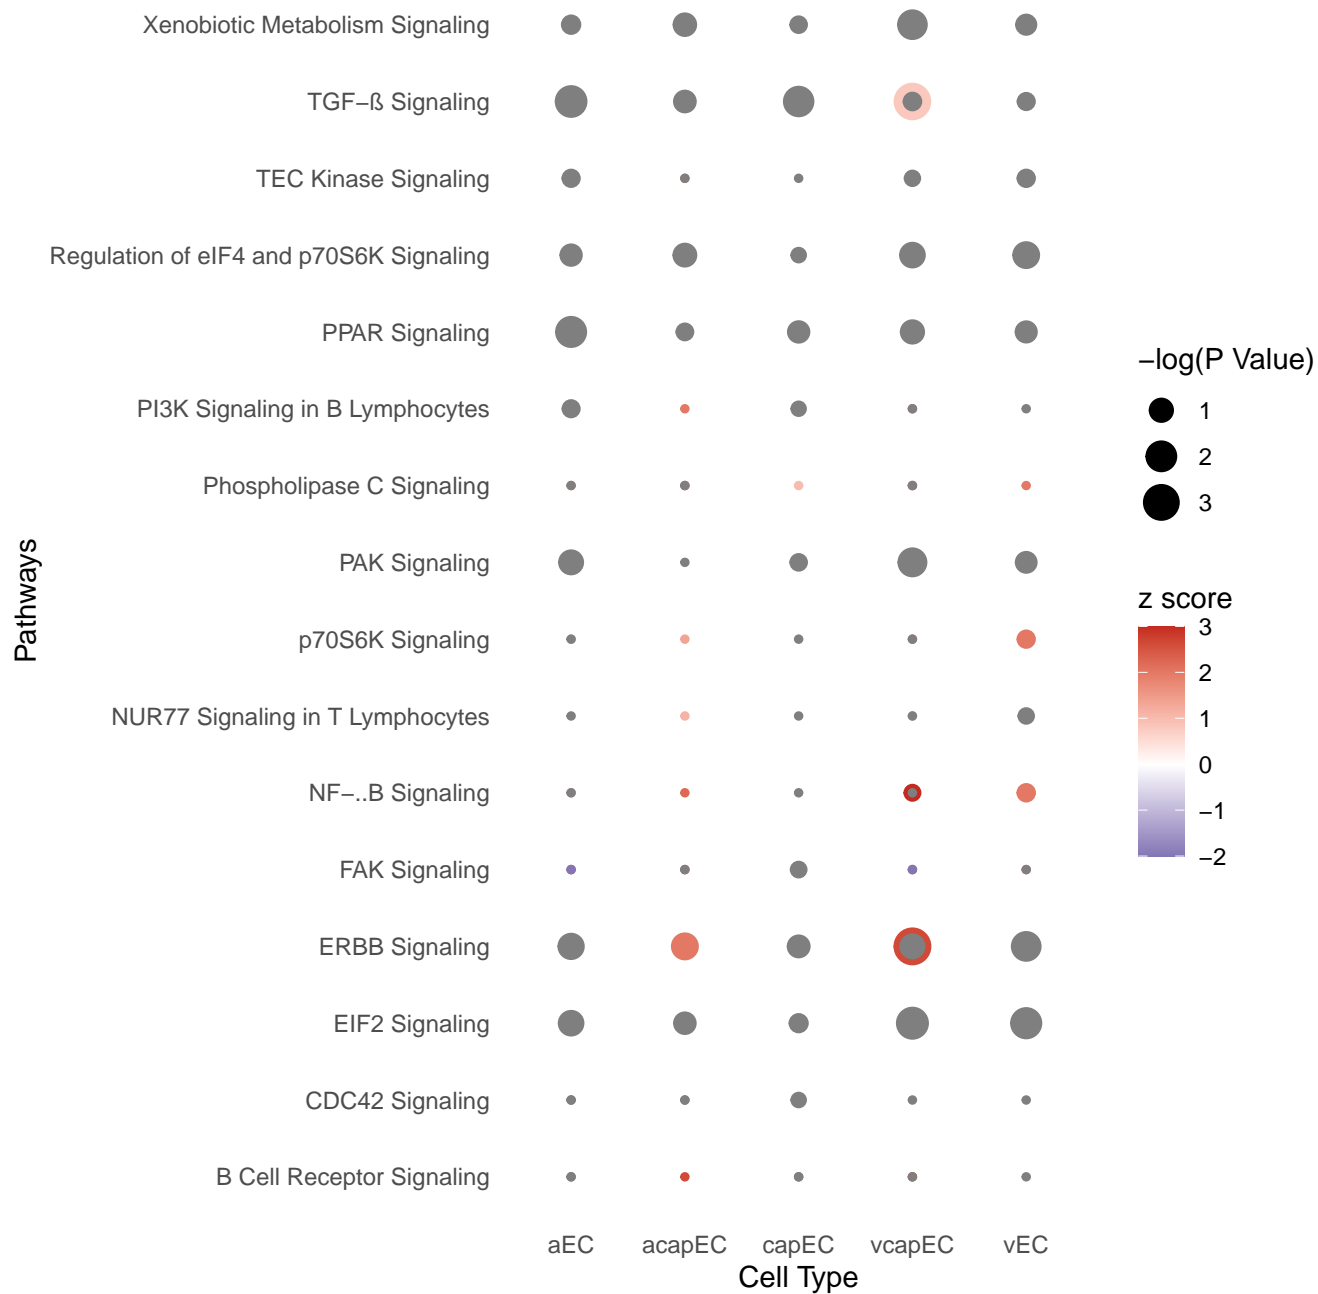 Xenobiotic Metabolism Signaling
TGF−ß Signaling
TEC Kinase Signaling
Regulation of eIF4 and p70S6K Signaling
PPAR Signaling
PI3K Signaling in B Lymphocytes
Phospholipase C Signaling
PAK Signaling
p70S6K Signaling
NUR77 Signaling in T Lymphocytes
NF−..B Signaling
FAK Signaling
ERBB Signaling
EIF2 Signaling
CDC42 Signaling
B Cell Receptor Signaling
Pathways
aEC acapEC capEC vcapEC vEC
Cell Type
−log(P Value)
1
2
3
z score
3
2
1
0
−1
−2